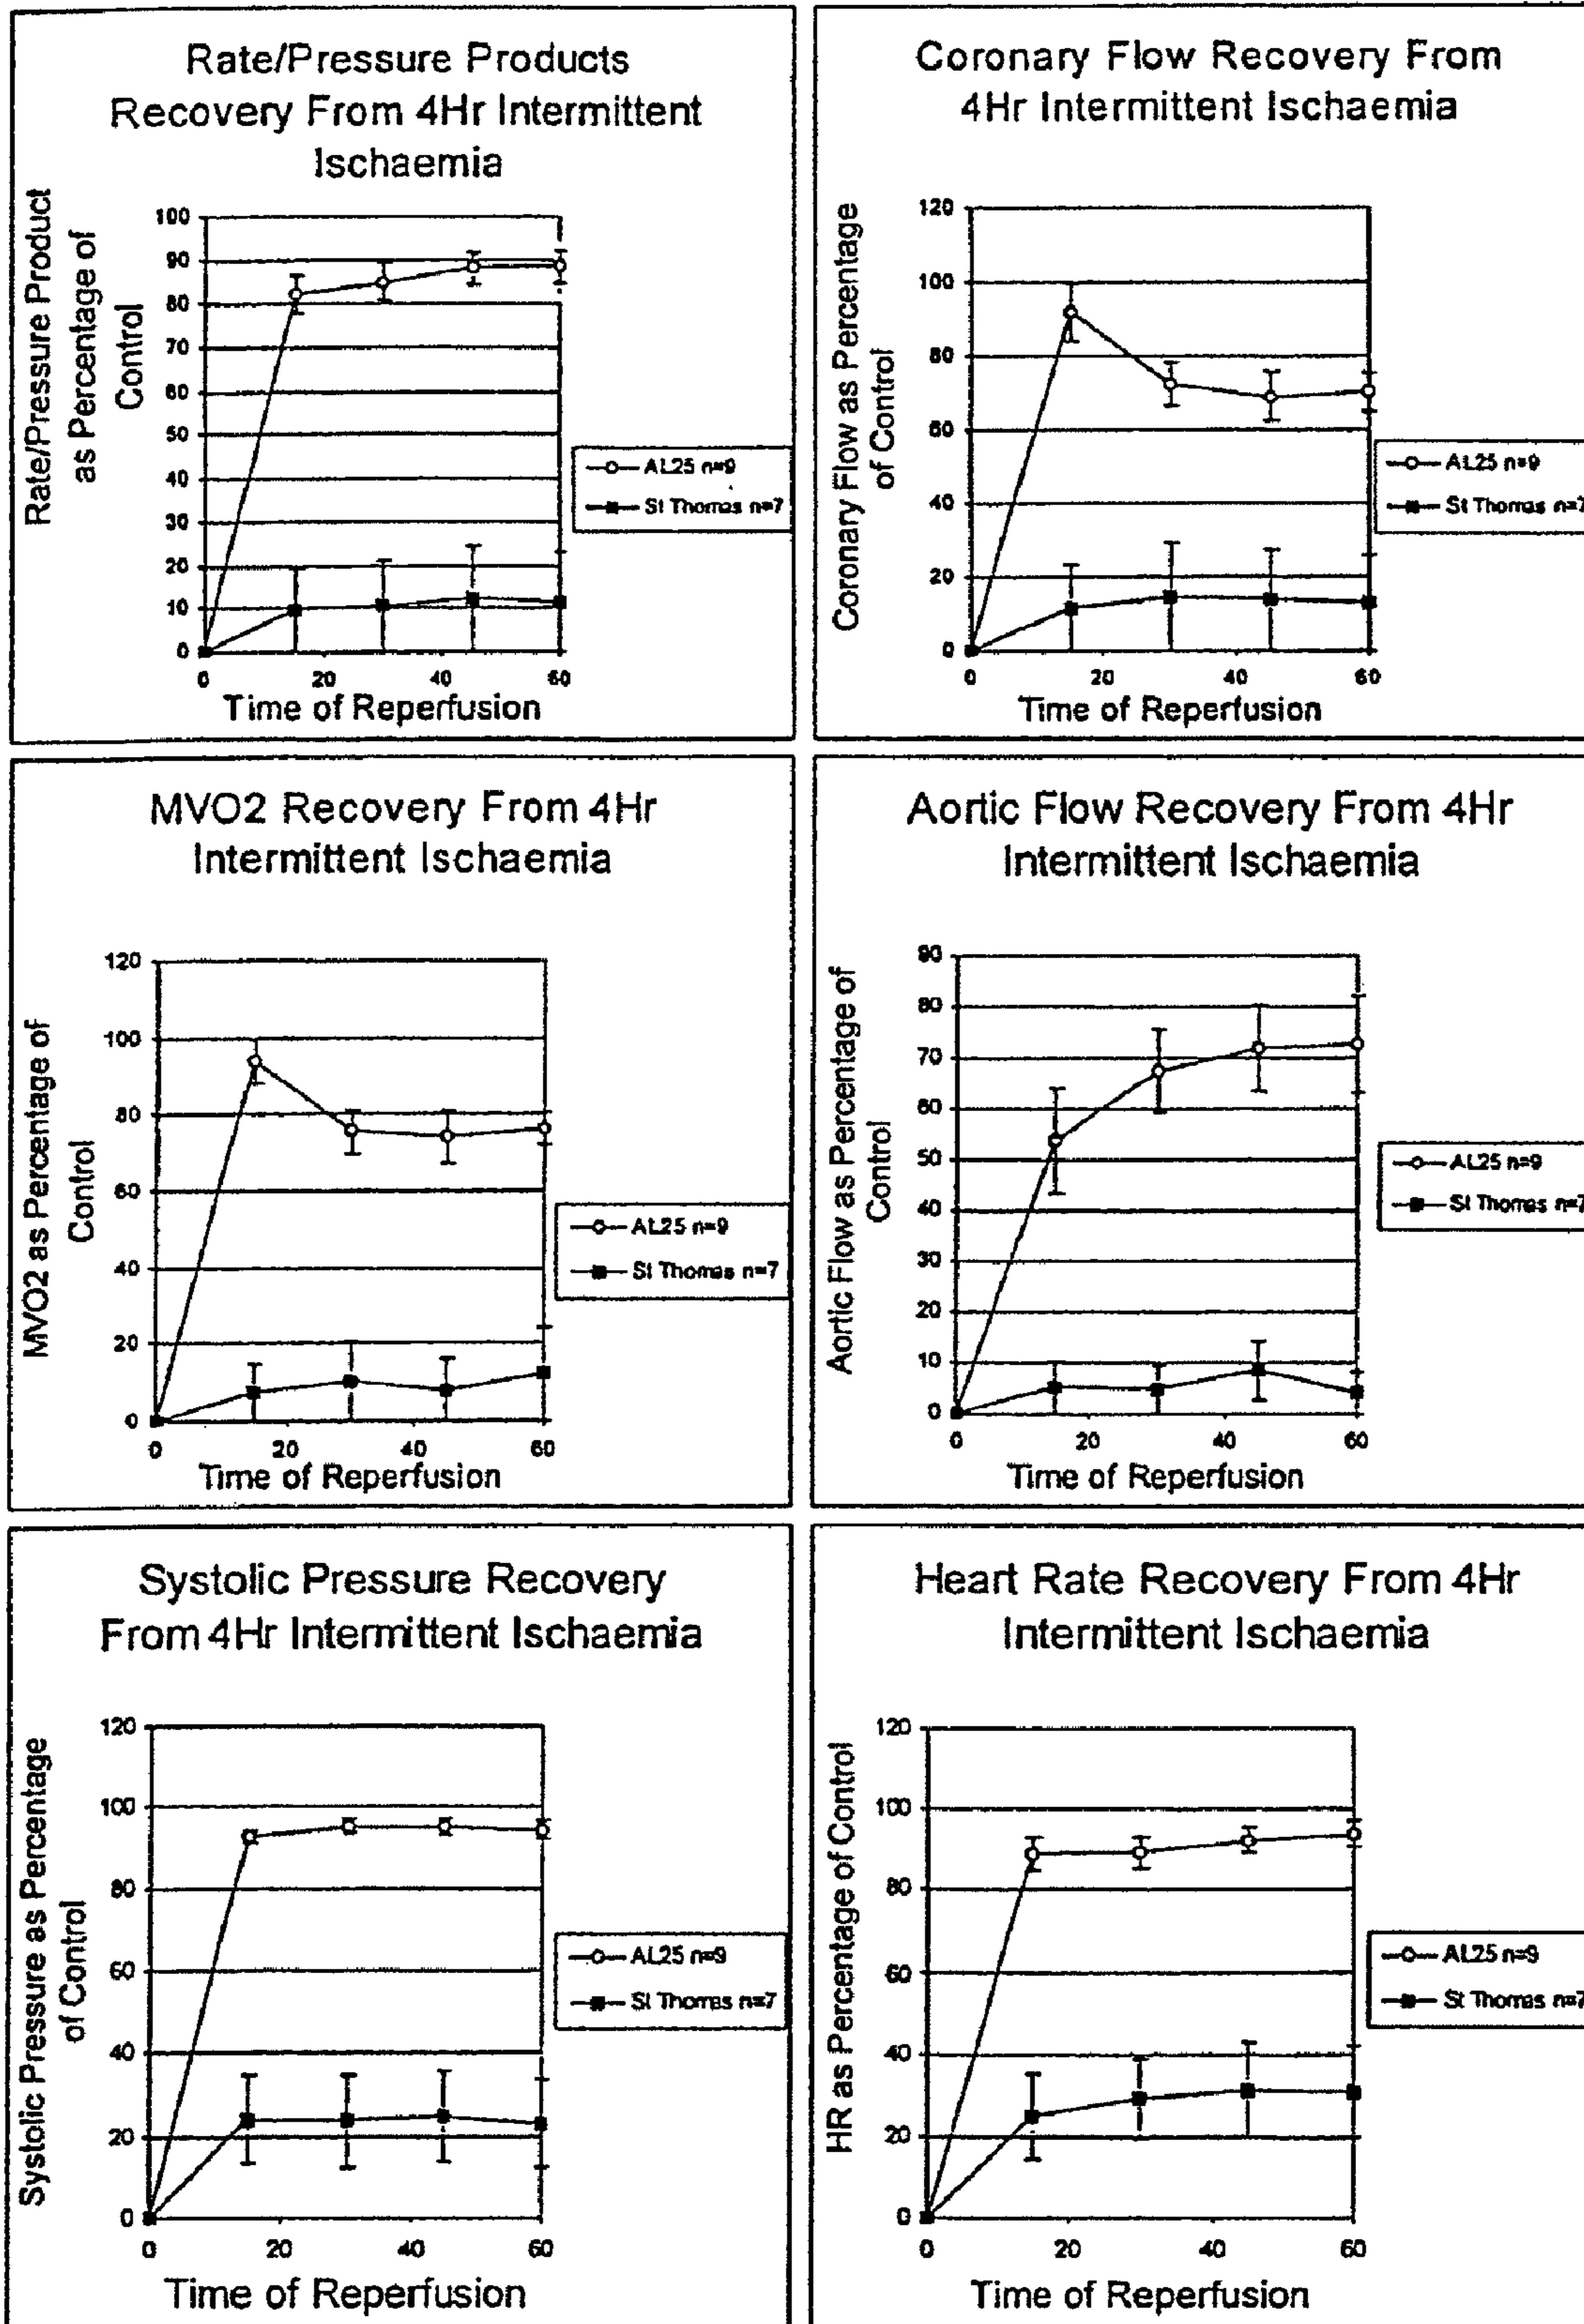 Rate/Pressure Products
Recovery From 4Hr Intermittent
Ischaemia
Rate/Pressure Product
as Percentage of
Control
100
90
80
70
60
50
40
30
20
10
0
0 20 40 60
Time of Reperfusion
AL25 n=9
St Thomas n=7
Coronary Flow Recovery From
4Hr Intermittent Ischaemia
Coronary Flow as Percentage
of Control
120
100
80
60
40
20
0
0 20 40 60
Time of Reperfusion
AL25 n=9
St Thomas n=7
MVO2 Recovery From 4Hr
Intermittent Ischaemia
MVO2 as Percentage of
Control
120
100
80
60
40
20
0
0 20 40 60
Time of Reperfusion
AL25 n=9
St Thomas n=7
Aortic Flow Recovery From 4Hr
Intermittent Ischaemia
Aortic Flow as Percentage of
Control
90
80
70
60
50
40
30
20
10
0
0 20 40 60
Time of Reperfusion
AL25 n=9
St Thomas n=7
Systolic Pressure Recovery
From 4Hr Intermittent Ischaemia
Systolic Pressure as Percentage
of Control
120
100
80
60
40
20
0
0 20 40 60
Time of Reperfusion
AL25 n=9
St Thomas n=7
Heart Rate Recovery From 4Hr
Intermittent Ischaemia
HR as Percentage of Control
120
100
80
60
40
20
0
0 20 40 60
Time of Reperfusion
AL25 n=9
St Thomas n=7